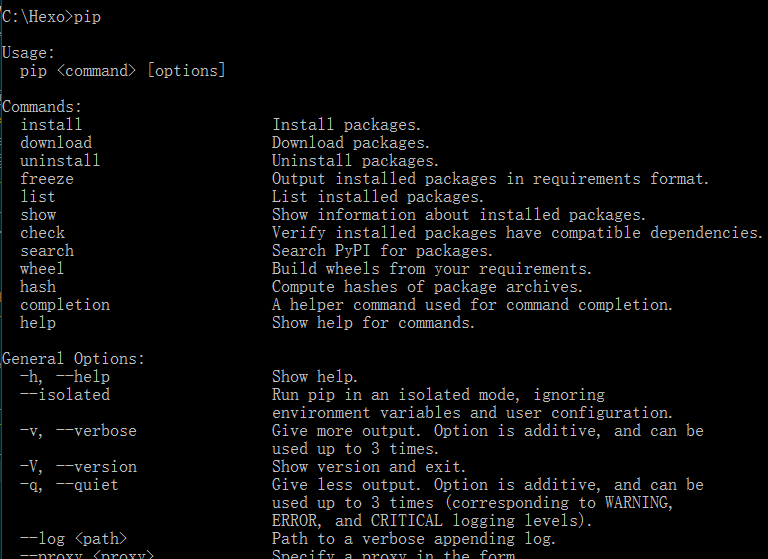 C:\Hexo>pip
Usage:
pip <command> [options]
Commands:
install Install packages.
download Download packages.
uninstall Uninstall packages.
freeze Output installed packages in requirements format.
list List installed packages.
show Show information about installed packages.
check Verify installed packages have compatible dependencies.
search Search PyPI for packages.
wheel Build wheels from your requirements.
hash Compute hashes of package archives.
completion A helper command used for command completion.
help Show help for commands.
General Options:
-h, --help Show help.
--isolated Run pip in an isolated mode, ignoring
environment variables and user configuration.
-v, --verbose Give more output. Option is additive, and can be
used up to 3 times.
-V, --version Show version and exit.
-q, --quiet Give less output. Option is additive, and can be
used up to 3 times (corresponding to WARNING,
ERROR, and CRITICAL logging levels).
--log <path> Path to a verbose appending log.
--proxy <proxy> Specify a proxy in the form